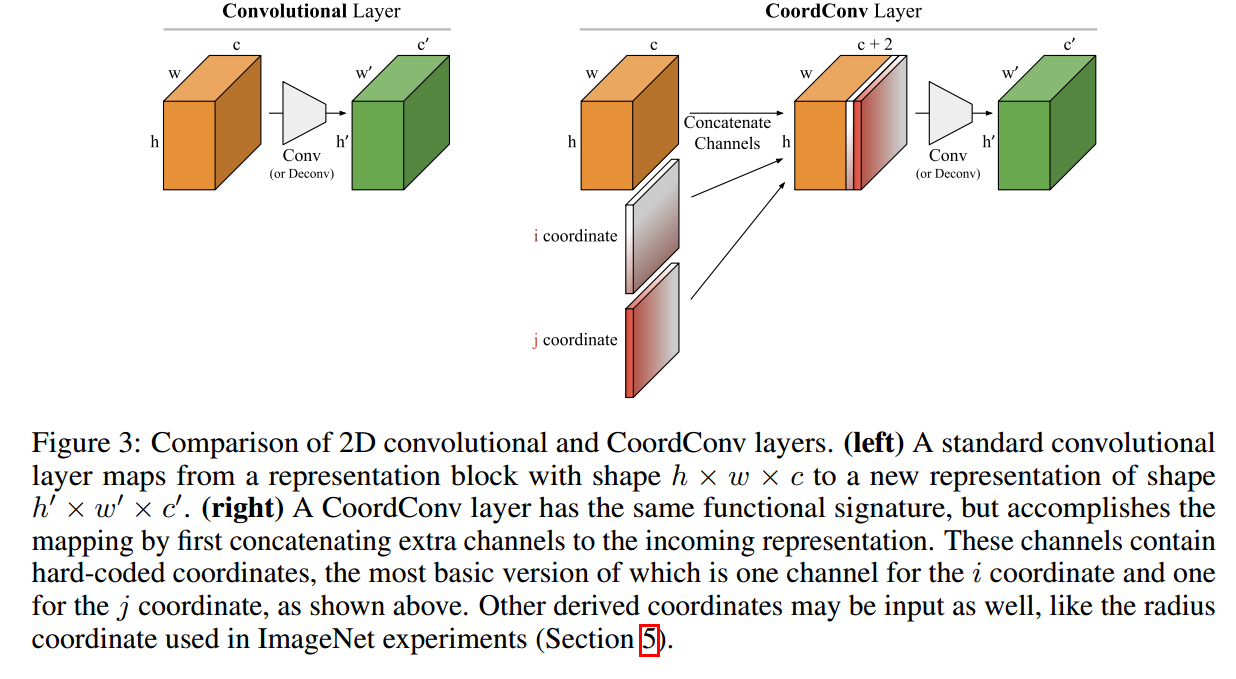 Convolutional Layer
CoordConv Layer
c
c′
w
w′
h
h′
Conv
(or Deconv)
c
w
h
i coordinate
j coordinate
Concatenate
Channels
c + 2
w
h
Conv
(or Deconv)
c′
w′
h′
Figure 3: Comparison of 2D convolutional and CoordConv layers. (left) A standard convolutional
layer maps from a representation block with shape h × w × c to a new representation of shape
h′ × w′ × c′. (right) A CoordConv layer has the same functional signature, but accomplishes the
mapping by first concatenating extra channels to the incoming representation. These channels contain
hard-coded coordinates, the most basic version of which is one channel for the i coordinate and one
for the j coordinate, as shown above. Other derived coordinates may be input as well, like the radius
coordinate used in ImageNet experiments (Section 5).